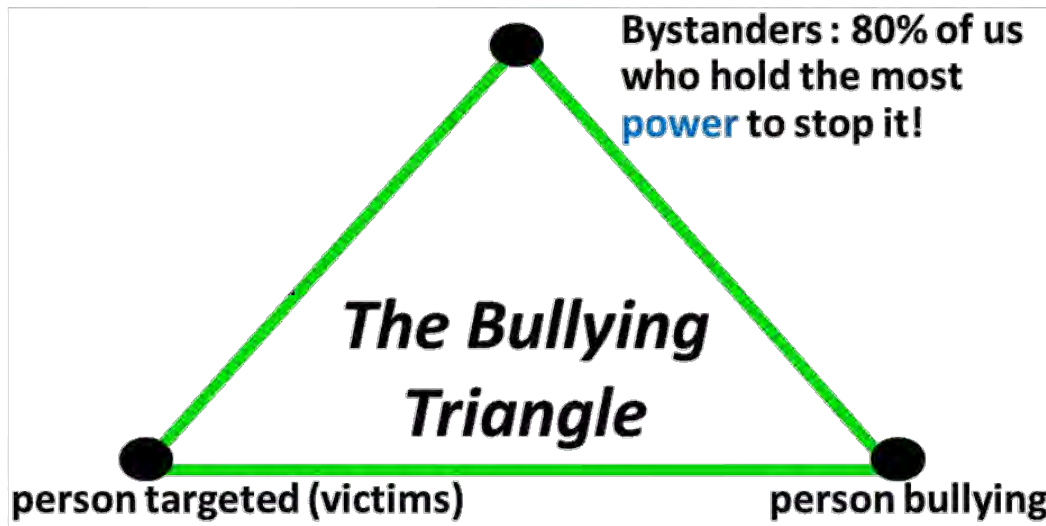 Bystanders : 80% of us
who hold the most
power to stop it!
The Bullying
Triangle
person targeted (victims)
person bullying